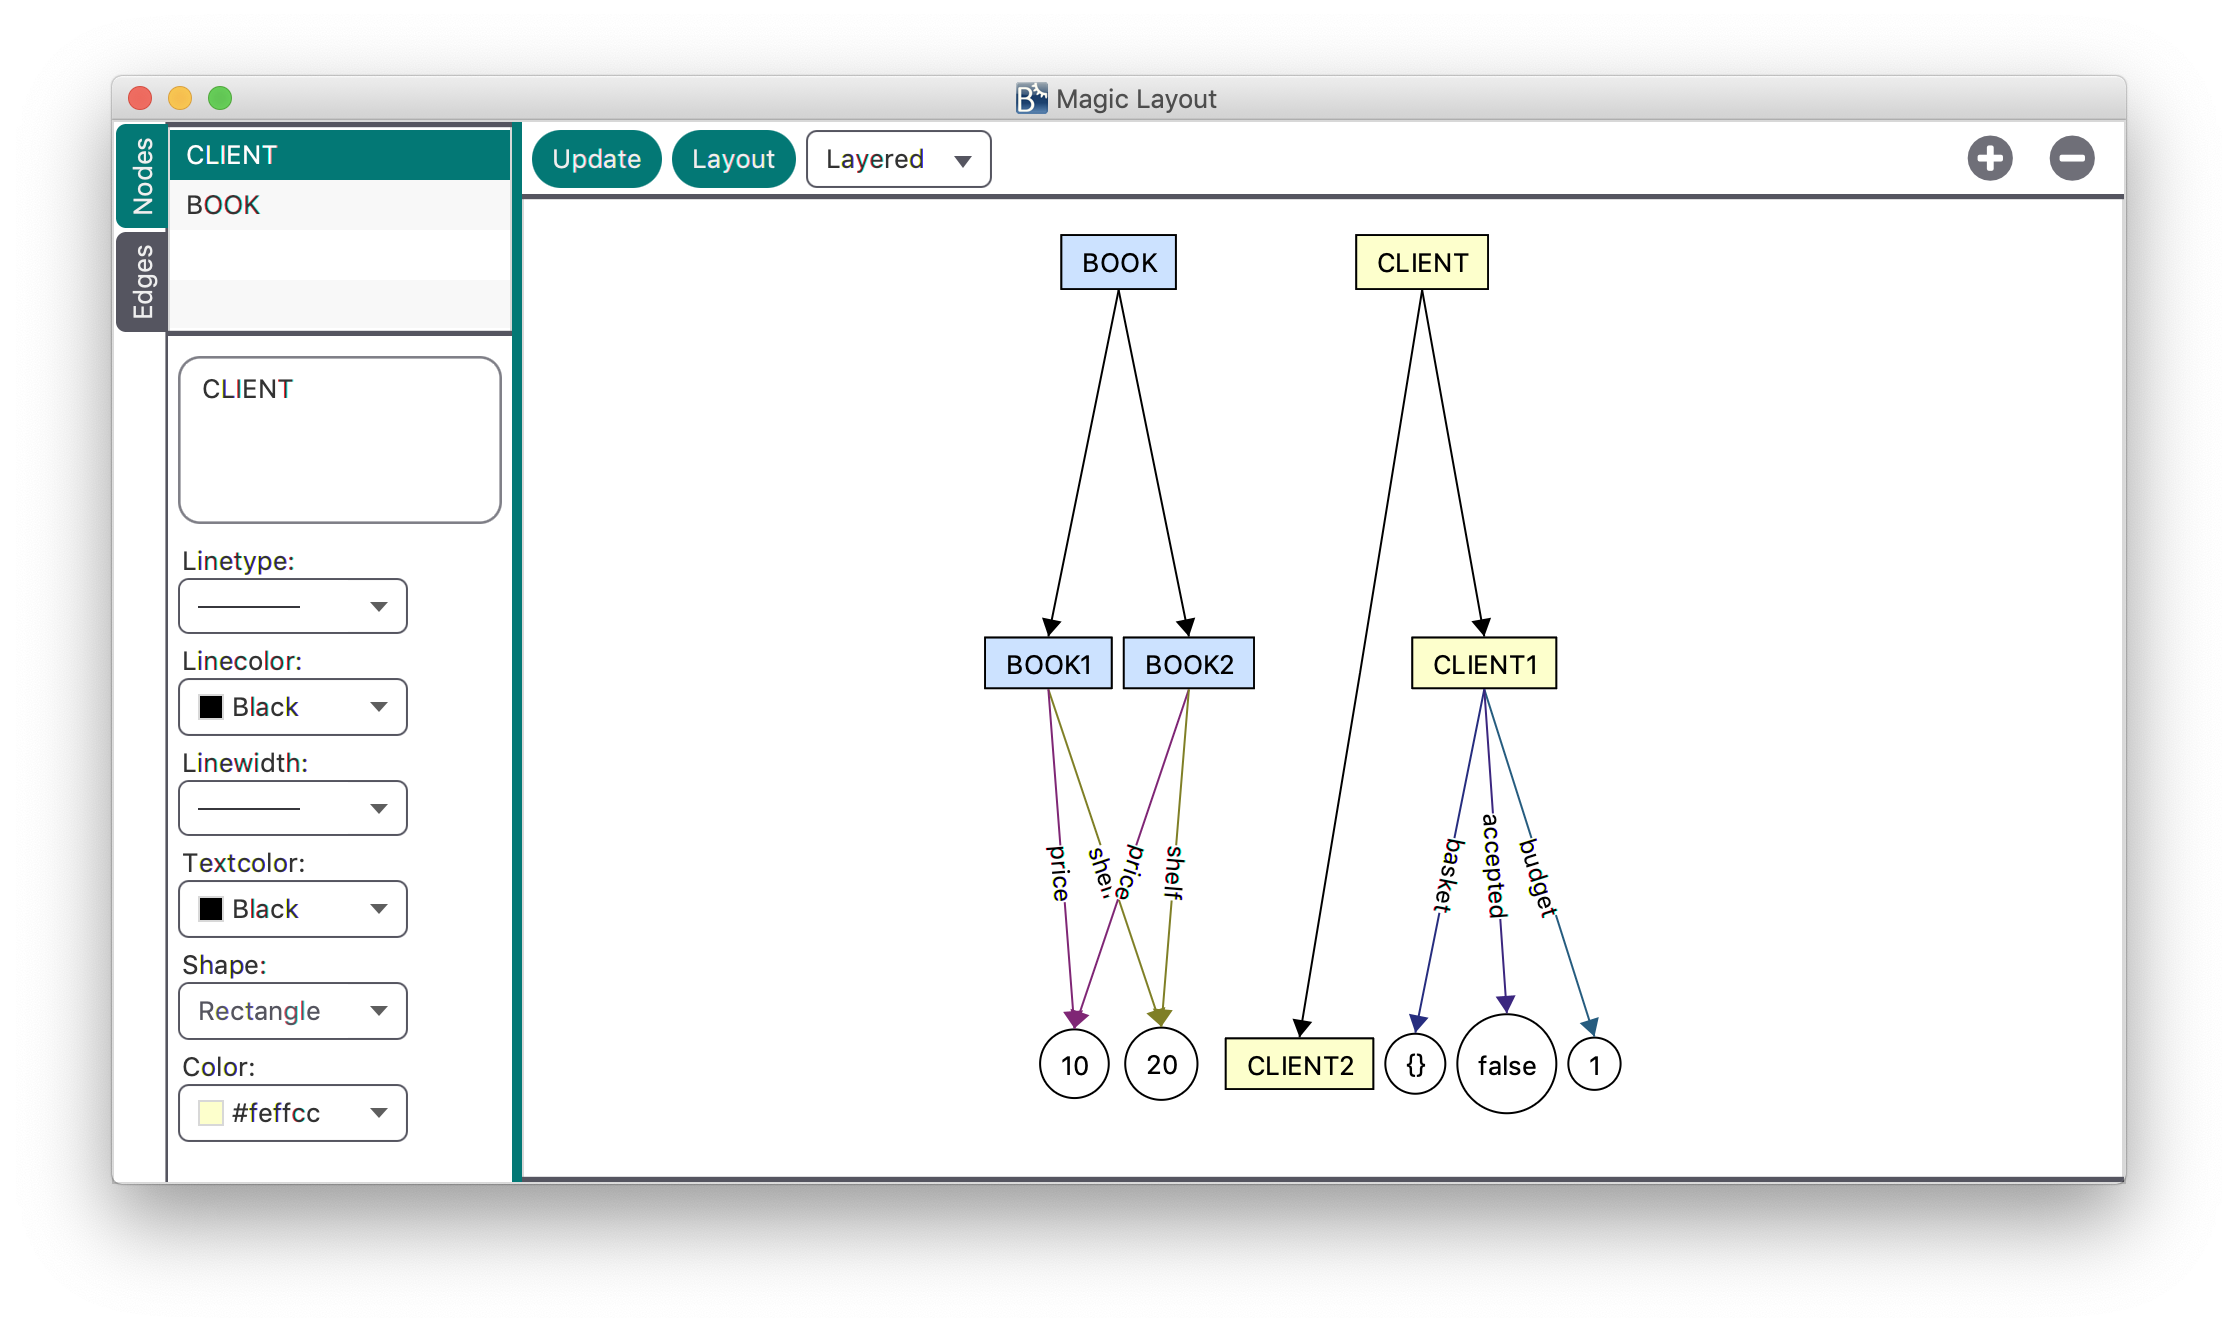 Magic Layout
Nodes
Edges
CLIENT
BOOK
CLIENT
Linetype:
Linecolor:
Black
Linewidth:
Textcolor:
Black
Shape:
Rectangle
Color:
#feffcc
Update
Layout
Layered
BOOK
CLIENT
BOOK1
BOOK2
CLIENT1
price
price
shelf
basket
accepted
budget
10
20
CLIENT2
{}
false
1